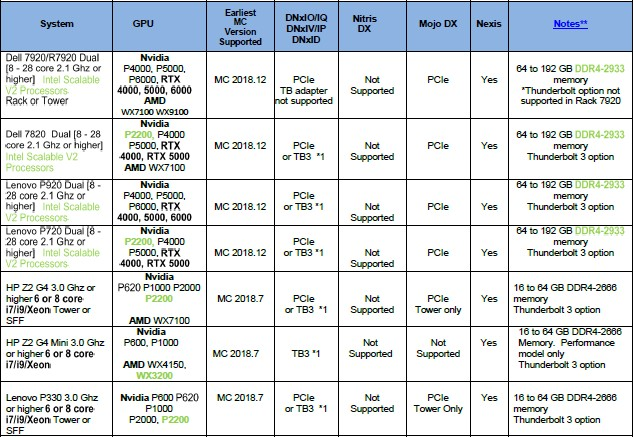 System GPU Earliest MC Version Supported DNxIO/IQ DNxIV/IP DNxID Nitris DX Mojo DX Nexis Notes**
Dell 7920/R7920 Dual
[8 - 28 core 2.1 Ghz or
higher] Intel Scalable
V2 Processors
Rack or Tower
Nvidia
P4000, P5000,
P6000, RTX
4000, 5000, 6000
AMD
WX7100 WX9100
MC 2018.12
PCIe
TB adapter
not supported
Not
Supported
PCIe
Yes
64 to 192 GB DDR4-2933
memory
*Thunderbolt option not
supported in Rack 7920
Dell 7820 Dual [8 - 28
core 2.1 Ghz or higher]
Intel Scalable V2
Processors
Nvidia
P2200, P4000
P5000, RTX
4000, RTX 5000
AMD WX7100
MC 2018.12
PCIe
or TB3 *1
Not
Supported
PCIe
Yes
64 to 192 GB DDR4-2933
memory
Thunderbolt 3 option
Lenovo P920 Dual [8 -
28 core 2.1 Ghz or
higher] Intel Scalable
V2 Processors
Nvidia
P4000, P5000,
P6000, RTX
4000, 5000, 6000
MC 2018.12
PCIe
or TB3 *1
Not
Supported
PCIe
Yes
64 to 192 GB DDR4-2933
memory
Thunderbolt 3 option
Lenovo P720 Dual [8 -
28 core 2.1 Ghz or
higher] Intel Scalable
V2 Processors
Nvidia
P2200, P4000
P5000, RTX
4000, RTX 5000
MC 2018.12
PCIe
or TB3 *1
Not
Supported
PCIe
Yes
64 to 192 GB DDR4-2933
memory
Thunderbolt 3 option
HP Z2 G4 3.0 Ghz or
higher 6 or 8 core
i7/i9/Xeon Tower or
SFF
Nvidia
P620 P1000 P2000
P2200
AMD WX7100
MC 2018.7
PCIe
or TB3 *1
Not
Supported
PCIe
Tower only
Yes
16 to 64 GB DDR4-2666
memory
Thunderbolt 3 option
HP Z2 G4 Mini 3.0 Ghz
or higher 6 or 8 core
i7/i9/Xeon
Nvidia
P600, P1000
AMD WX4150,
WX3200
MC 2018.7
TB3 *1
Not
Supported
Not
Supported
Yes
16 to 64 GB DDR4-2666
Memory. Performance
model only
Thunderbolt 3 option
Lenovo P330 3.0 Ghz
or higher 6 or 8 core
i7/i9/Xeon Tower or
SFF
Nvidia P600 P620
P1000
P2000, P2200
MC 2018.7
PCIe
or TB3 *1
Not
Supported
PCIe
Tower Only
Yes
16 to 64 GB DDR4-2666
memory
Thunderbolt 3 option